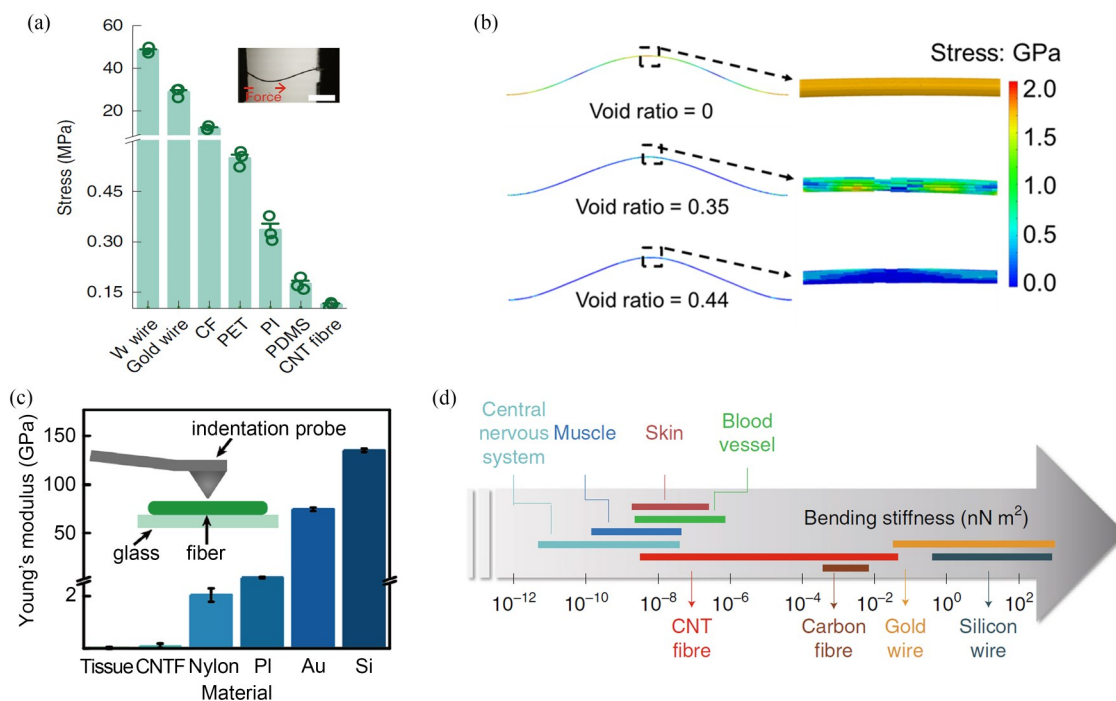 (a)
60
40
20
0.45
0.30
0.15
Stress (MPa)
Force
W wire
Gold wire
CF
PET
PI
PDMS
CNT fibre
(b)
Void ratio = 0
Void ratio = 0.35
Void ratio = 0.44
Stress: GPa
2.0
1.5
1.0
0.5
0.0
(c)
Young's modulus (GPa)
150
100
50
2
indentation probe
glass
fiber
Tissue CNTF Nylon PI Au Si
Material
(d)
Central
nervous
system
Muscle
Skin
Blood
vessel
Bending stiffness (nN m²)
10⁻¹² 10⁻¹⁰ 10⁻⁸ 10⁻⁶ 10⁻⁴ 10⁻² 10⁰ 10²
CNT
fibre
Carbon
fibre
Gold
wire
Silicon
wire